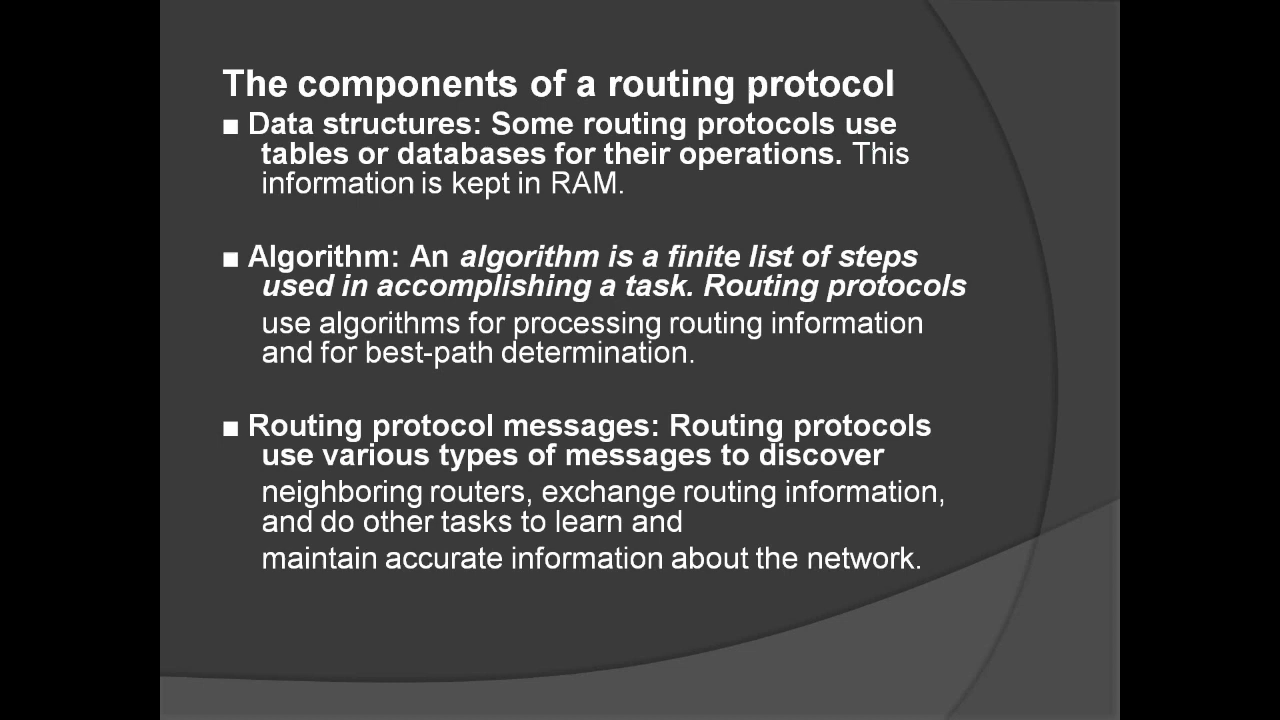 The components of a routing protocol
■ Data structures: Some routing protocols use
tables or databases for their operations. This
information is kept in RAM.
■ Algorithm: An algorithm is a finite list of steps
used in accomplishing a task. Routing protocols
use algorithms for processing routing information
and for best-path determination.
■ Routing protocol messages: Routing protocols
use various types of messages to discover
neighboring routers, exchange routing information,
and do other tasks to learn and
maintain accurate information about the network.